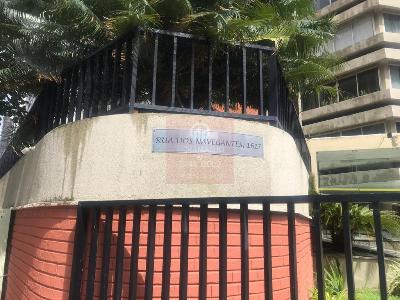 RUA DOS NAVEGANTES, 1527